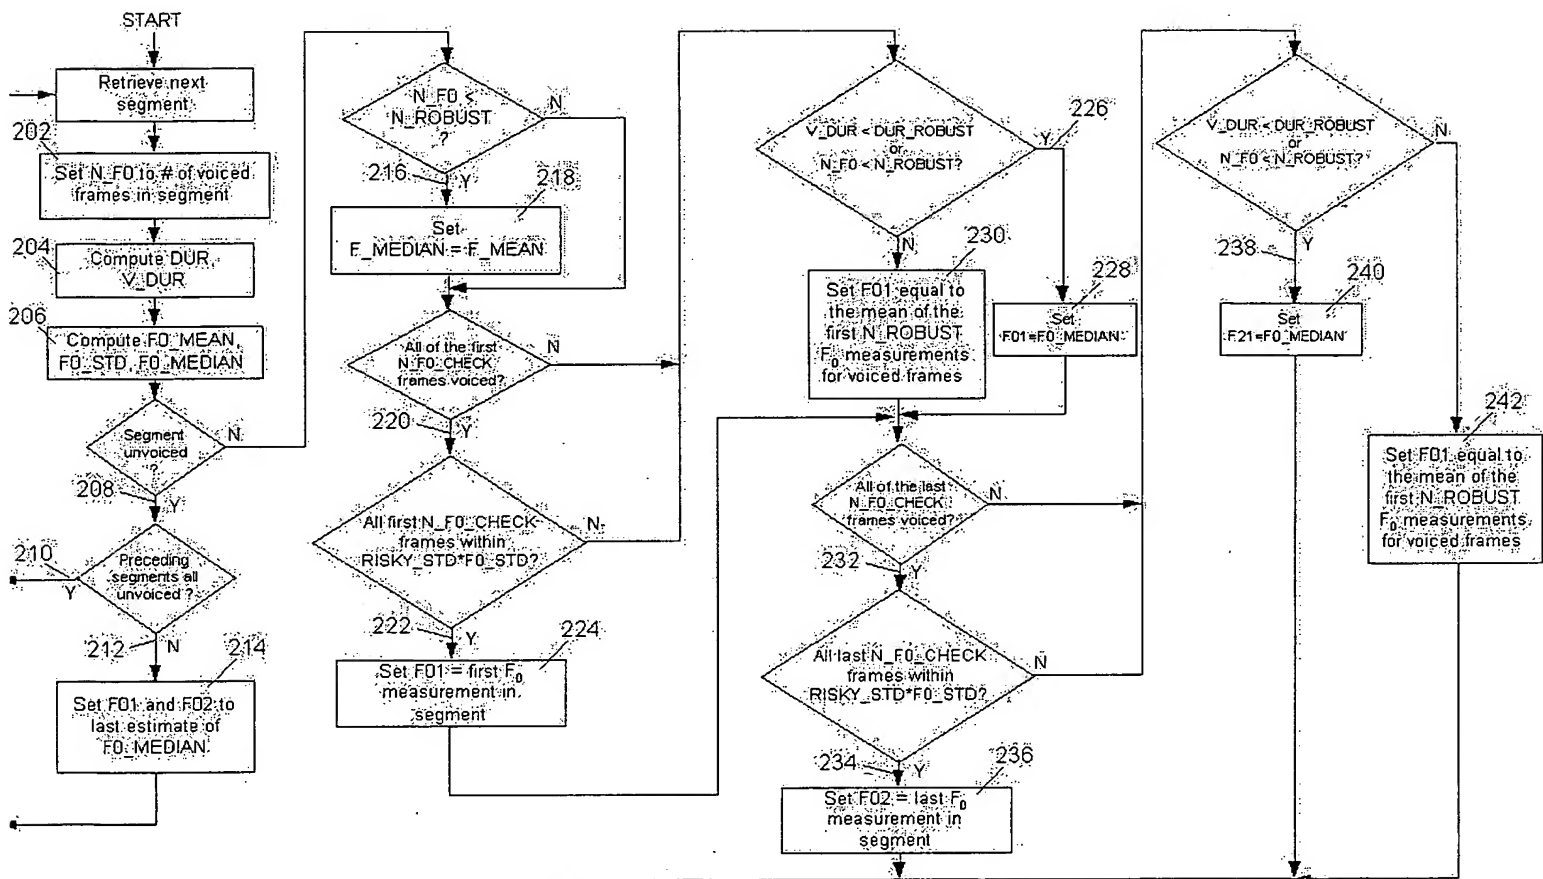 START
Retrieve next
segment
202
Set N_F0 to # of voiced
frames in segment
204
Compute DUR,
V_DUR
206
Compute F0_MEAN,
F0_STD, F0_MEDIAN
Segment
unvoiced
?
N
208
Y
210
Y
Preceding
segments all
unvoiced ?
212
N
214
Set F01 and F02 to
last estimate of
F0_MEDIAN
N_F0 <
N_ROBUST
?
N
216
Y
218
Set
F_MEDIAN = F_MEAN
All of the first
N_F0_CHECK
frames voiced?
N
220
Y
All first N_F0_CHECK
frames within
RISKY_STD*F0_STD?
N
222
Y
224
Set F01 = first F0
measurement in
segment
V_DUR < DUR_ROBUST
or
N_F0 < N_ROBUST?
Y
226
N
230
Set F01 equal to
the mean of the
first N_ROBUST
F0 measurements
for voiced frames
228
Set
F01=F0_MEDIAN
All of the last
N_F0_CHECK
frames voiced?
N
232
Y
All last N_F0_CHECK
frames within
RISKY_STD*F0_STD?
N
234
Y
236
Set F02 = last F0
measurement in
segment
V_DUR < DUR_ROBUST
or
N_F0 < N_ROBUST?
N
238
Y
240
Set
F21=F0_MEDIAN
242
Set F01 equal to
the mean of the
first N_ROBUST
F0 measurements
for voiced frames